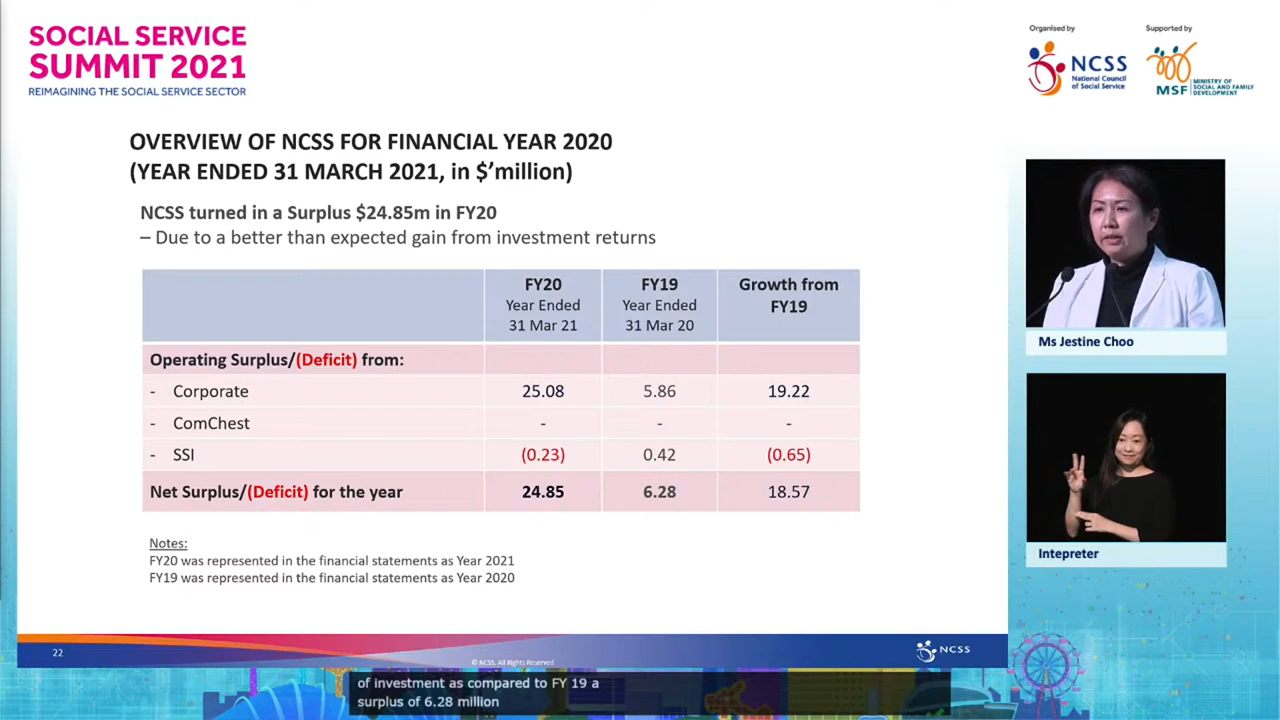 SOCIAL SERVICE
SUMMIT 2021
REIMAGINING THE SOCIAL SERVICE SECTOR
Organised by
Supported by
NCSS
National Council
of Social Service
MSF
MINISTRY OF
SOCIAL AND FAMILY
DEVELOPMENT
OVERVIEW OF NCSS FOR FINANCIAL YEAR 2020
(YEAR ENDED 31 MARCH 2021, in $’million)
NCSS turned in a Surplus $24.85m in FY20
– Due to a better than expected gain from investment returns
FY20 FY19 Growth from
Year Ended Year Ended FY19
31 Mar 21 31 Mar 20
Operating Surplus/(Deficit) from:
- Corporate 25.08 5.86 19.22
- ComChest - - -
- SSI (0.23) 0.42 (0.65)
Net Surplus/(Deficit) for the year 24.85 6.28 18.57
Notes:
FY20 was represented in the financial statements as Year 2021
FY19 was represented in the financial statements as Year 2020
Ms Jestine Choo
Intepreter
22
© NCSS. All Rights Reserved
NCSS
of investment as compared to FY 19 a
surplus of 6.28 million